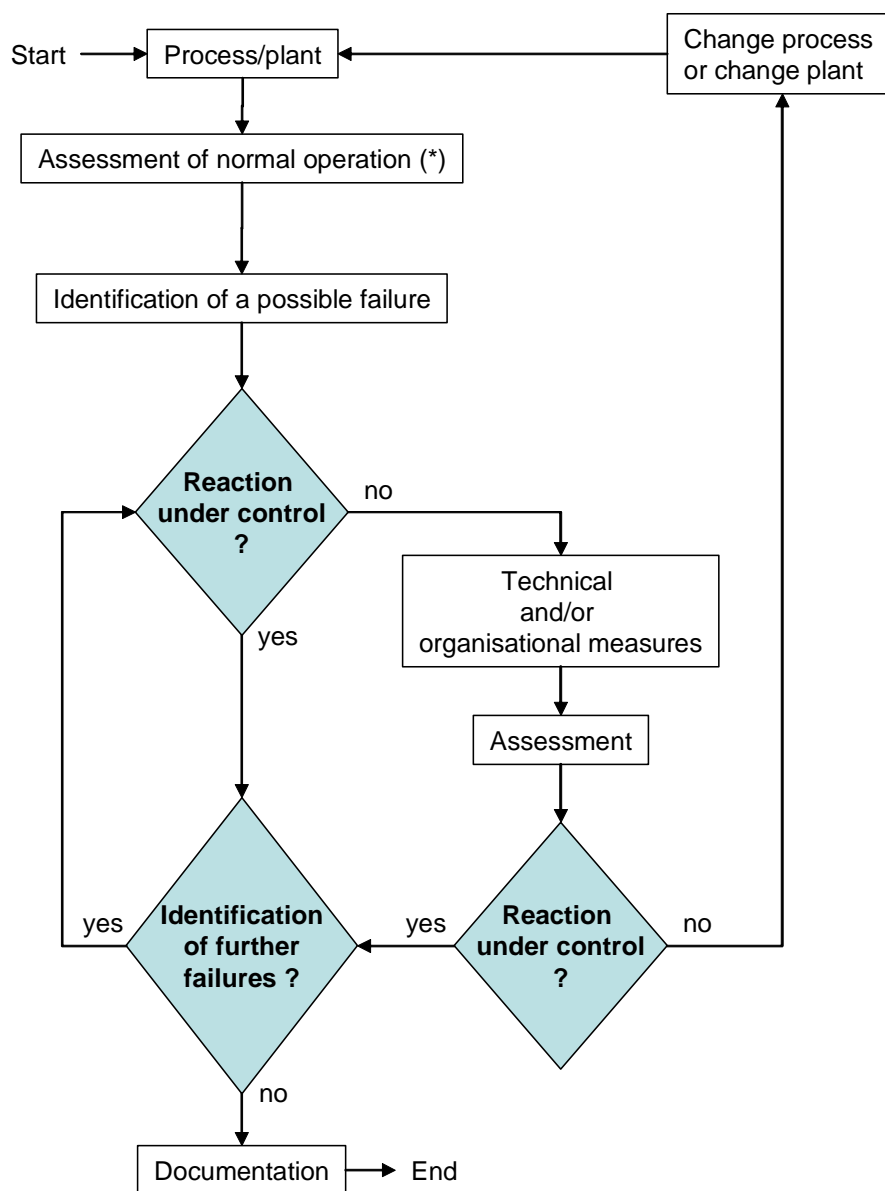 Start
Process/plant
Change process
or change plant
Assessment of normal operation (*)
Identification of a possible failure
Reaction
under control
?
no
Technical
and/or
organisational measures
yes
Assessment
Identification
of further
failures ?
yes
yes
Reaction
under control
?
no
no
Documentation
End